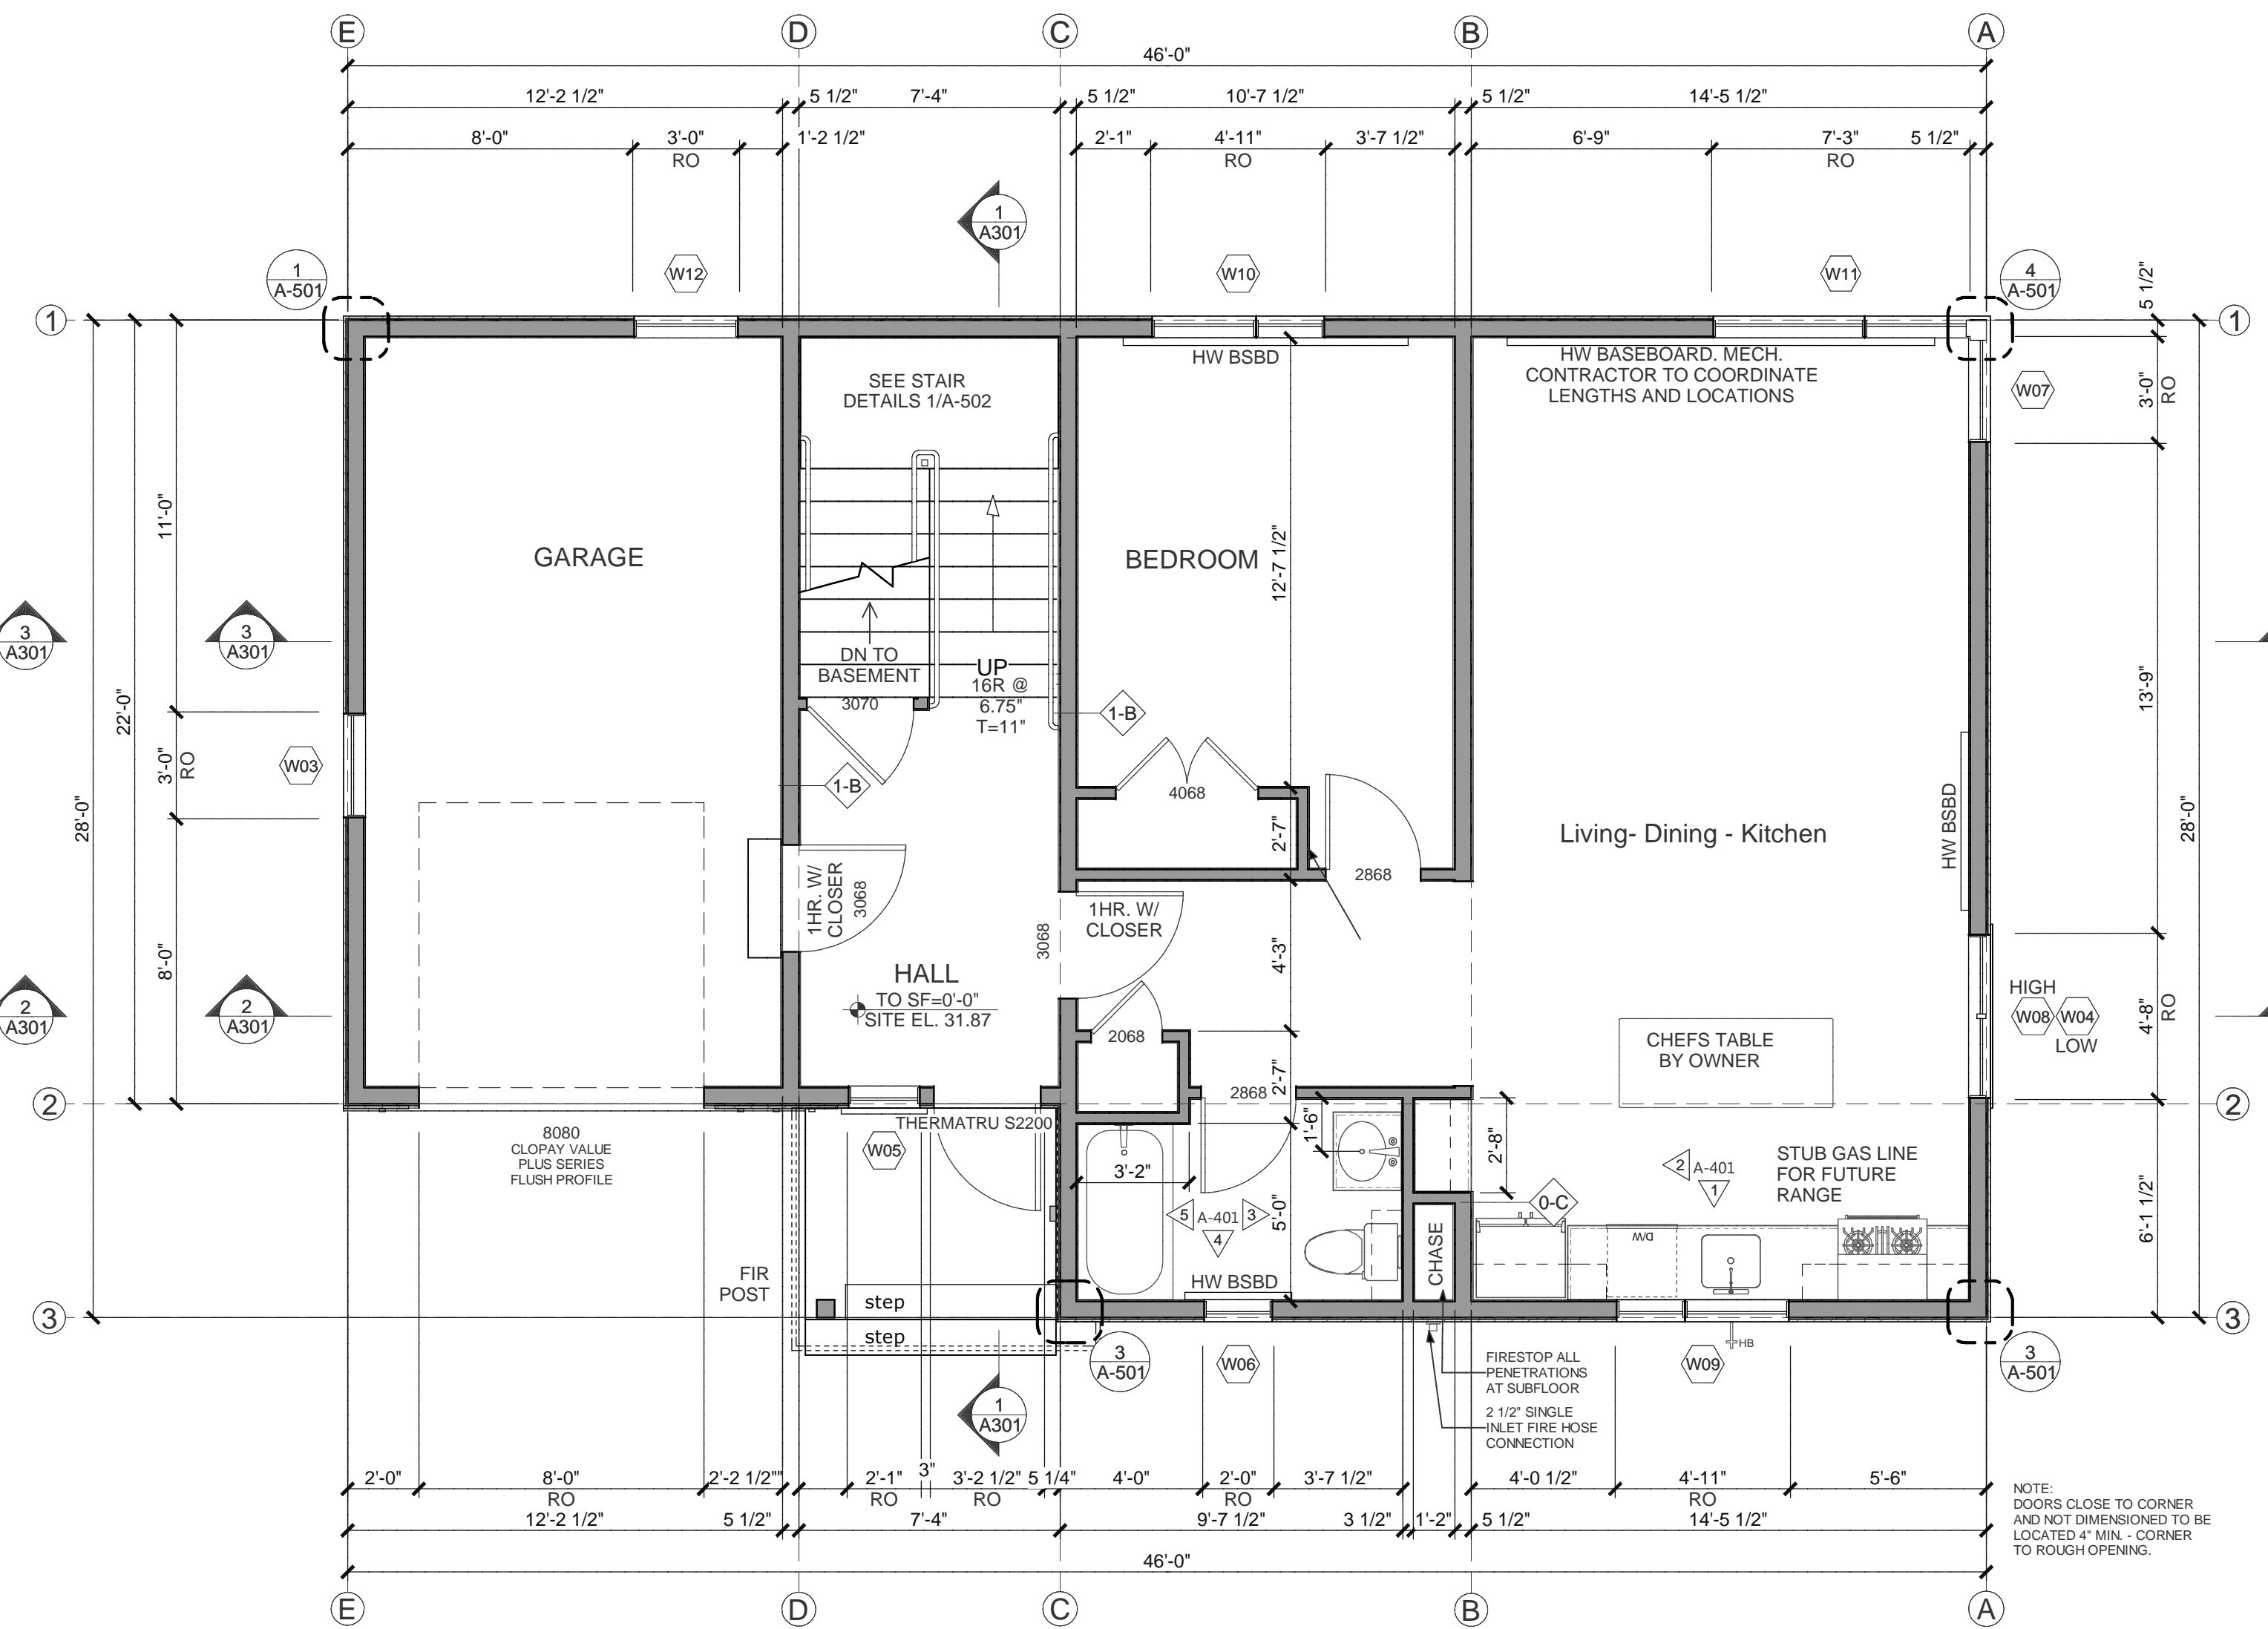 E D C B A
46'-0"
12'-2 1/2" 5 1/2" 7'-4" 5 1/2" 10'-7 1/2" 5 1/2" 14'-5 1/2"
8'-0" 3'-0" 1'-2 1/2" 2'-1" 4'-11" 3'-7 1/2" 6'-9" 7'-3" 5 1/2"
RO RO RO
1
A301
1
A-501
W12
W10
W11
4
A-501
5 1/2"
1
1
HW BSBD
HW BASEBOARD. MECH.
CONTRACTOR TO COORDINATE
LENGTHS AND LOCATIONS
SEE STAIR
DETAILS 1/A-502
W07
3'-0"
RO
11'-0"
GARAGE
BEDROOM
12'-7 1/2"
3
A301
3
A301
22'-0"
DN TO
BASEMENT
3070
UP
16R @
6.75"
T=11"
1-B
13'-9"
3'-0"
RO
W03
1-B
4068
28'-0"
2'-7"
Living- Dining - Kitchen
HW BSBD
28'-0"
2868
1HR. W/
CLOSER
3068
1HR. W/
CLOSER
3068
4'-3"
8'-0"
HALL
TO SF=0'-0"
SITE EL. 31.87
2
A301
2
A301
HIGH
W08
W04
LOW
4'-8"
RO
2068
CHEFS TABLE
BY OWNER
2'-7"
2868
2
2
THERMATRU S2200
8080
CLOPAY VALUE
PLUS SERIES
FLUSH PROFILE
W05
1'-6"
2'-8"
3'-2"
STUB GAS LINE
FOR FUTURE
RANGE
2 A-401
1
0-C
5 A-401 3
4
5'-0"
6'-1 1/2"
CHASE
D/W
FIR
POST
HW BSBD
step
step
3
3
HB
3
A-501
W06
FIRESTOP ALL
PENETRATIONS
AT SUBFLOOR
W09
3
A-501
1
A301
2 1/2" SINGLE
INLET FIRE HOSE
CONNECTION
2'-0" 8'-0" 2'-2 1/2"" 2'-1" 3" 3'-2 1/2" 5 1/4" 4'-0" 2'-0" 3'-7 1/2" 4'-0 1/2" 4'-11" 5'-6"
RO RO RO RO RO
12'-2 1/2" 5 1/2" 7'-4" 9'-7 1/2" 3 1/2" 1'-2" 5 1/2" 14'-5 1/2"
46'-0"
NOTE:
DOORS CLOSE TO CORNER
AND NOT DIMENSIONED TO BE
LOCATED 4" MIN. - CORNER
TO ROUGH OPENING.
E D C B A